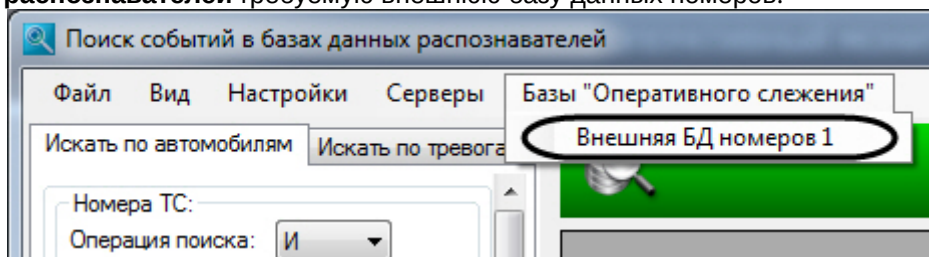 распознавателей требуемую внешнюю базу данных номеров.
Поиск событий в базах данных распознавателей
Файл Вид Настройки Серверы Базы "Оперативного слежения"
Внешняя БД номеров 1
Искать по автомобилям Искать по тревога
Номера ТС:
Операция поиска: И